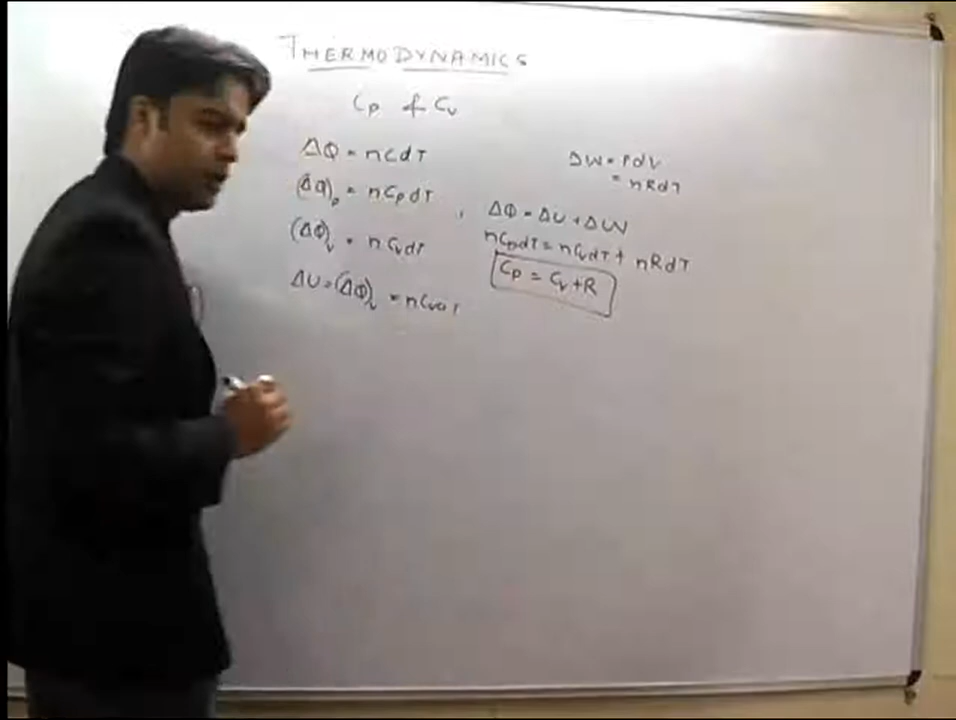 THERMODYNAMICS
Cp & Cv
ΔQ = nCdT
(ΔQ)p = nCpdT
(ΔQ)v = nCvdT
ΔU = (ΔQ)v = nCvdT
ΔW = PdV
= nRdT
ΔQ = ΔU + ΔW
nCpdT = nCvdT + nRdT
Cp = Cv + R